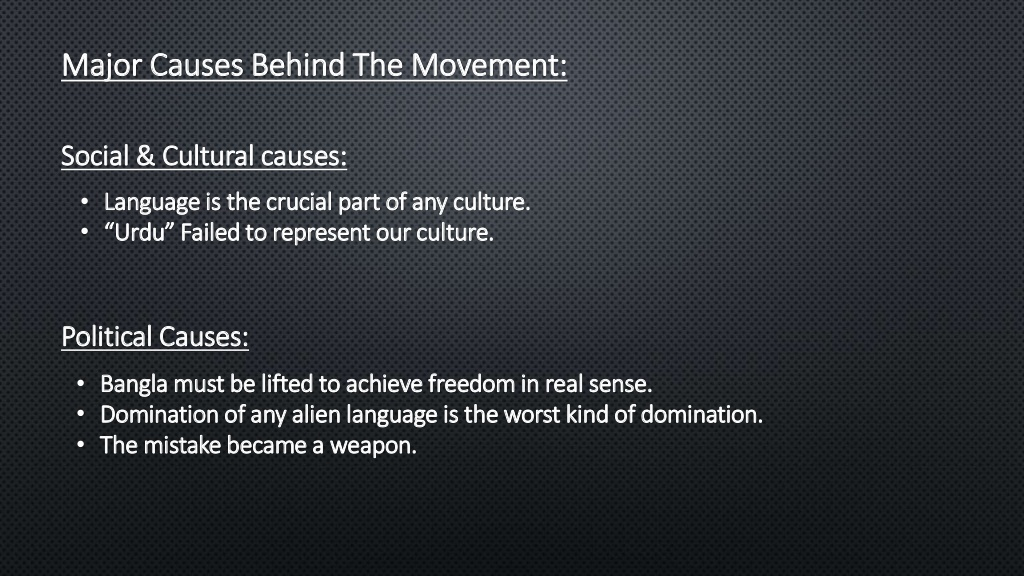 Major Causes Behind The Movement:
Social & Cultural causes:
• Language is the crucial part of any culture.
• “Urdu” Failed to represent our culture.
Political Causes:
• Bangla must be lifted to achieve freedom in real sense.
• Domination of any alien language is the worst kind of domination.
• The mistake became a weapon.